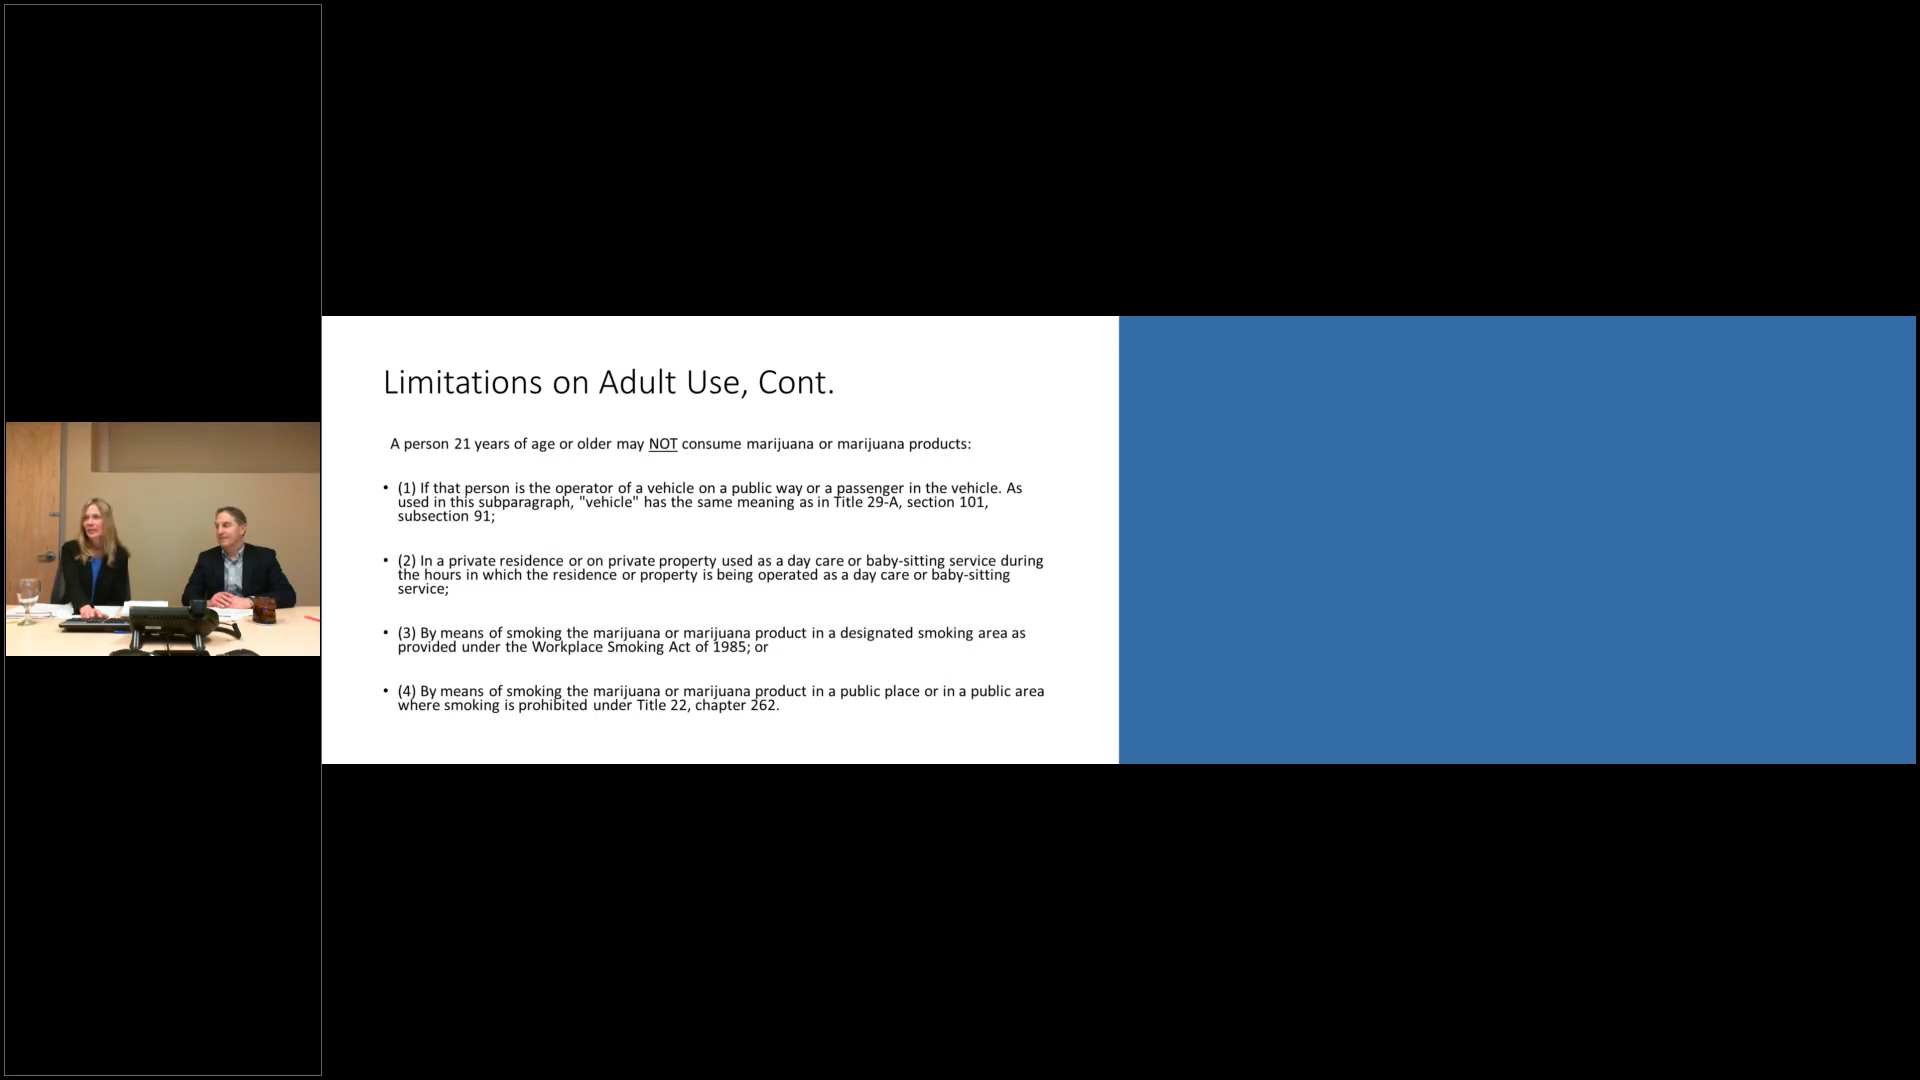 Limitations on Adult Use, Cont.
A person 21 years of age or older may NOT consume marijuana or marijuana products:
• (1) If that person is the operator of a vehicle on a public way or a passenger in the vehicle. As
used in this subparagraph, "vehicle" has the same meaning as in Title 29-A, section 101,
subsection 91;
• (2) In a private residence or on private property used as a day care or baby-sitting service during
the hours in which the residence or property is being operated as a day care or baby-sitting
service;
• (3) By means of smoking the marijuana or marijuana product in a designated smoking area as
provided under the Workplace Smoking Act of 1985; or
• (4) By means of smoking the marijuana or marijuana product in a public place or in a public area
where smoking is prohibited under Title 22, chapter 262.